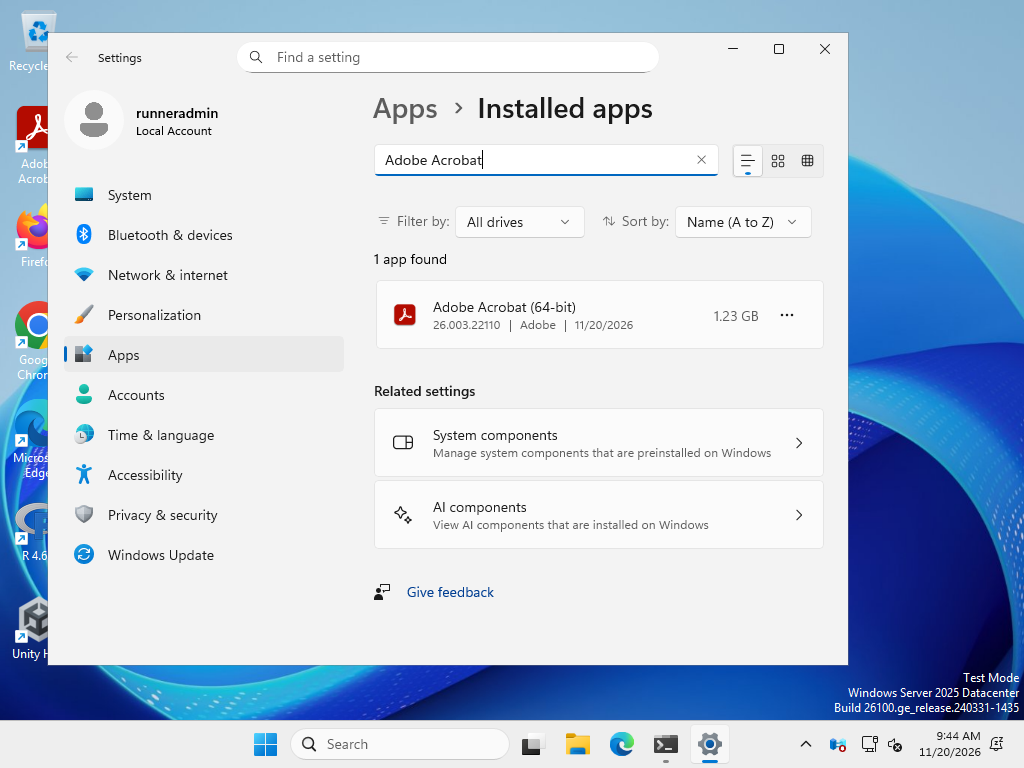 Recycle
Adob
Acrob
Firefo
Goog
Chron
Micros
Edge
R 4.6
Unity H
Settings
Find a setting
runneradmin
Local Account
System
Bluetooth & devices
Network & internet
Personalization
Apps
Accounts
Time & language
Accessibility
Privacy & security
Windows Update
Apps > Installed apps
Adobe Acrobat
Filter by: All drives Sort by: Name (A to Z)
1 app found
Adobe Acrobat (64-bit)
26.003.22110 | Adobe | 11/20/2026
1.23 GB
Related settings
System components
Manage system components that are preinstalled on Windows
AI components
View AI components that are installed on Windows
Give feedback
Test Mode
Windows Server 2025 Datacenter
Build 26100.ge_release.240331-1435
Search
9:44 AM
11/20/2026